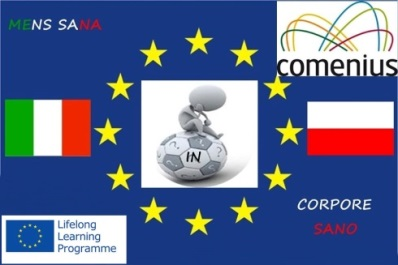 MENS SANA
comenius
IN
CORPORE
SANO
Lifelong
Learning
Programme